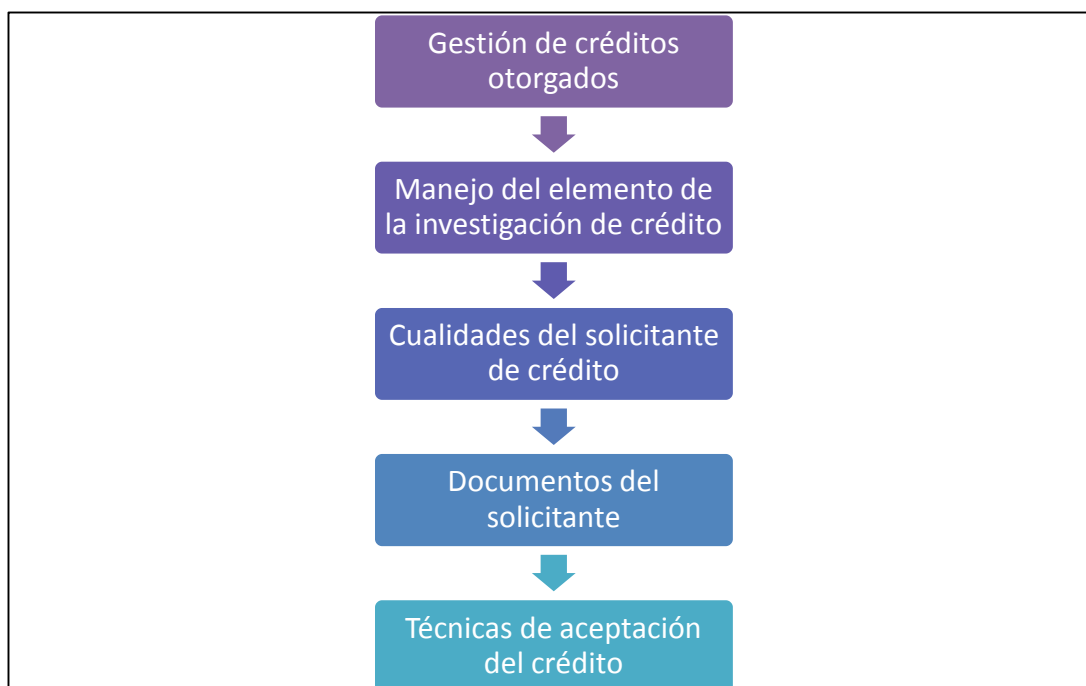 Gestión de créditos
otorgados
Manejo del elemento de
la investigación de crédito
Cualidades del solicitante
de crédito
Documentos del
solicitante
Técnicas de aceptación
del crédito